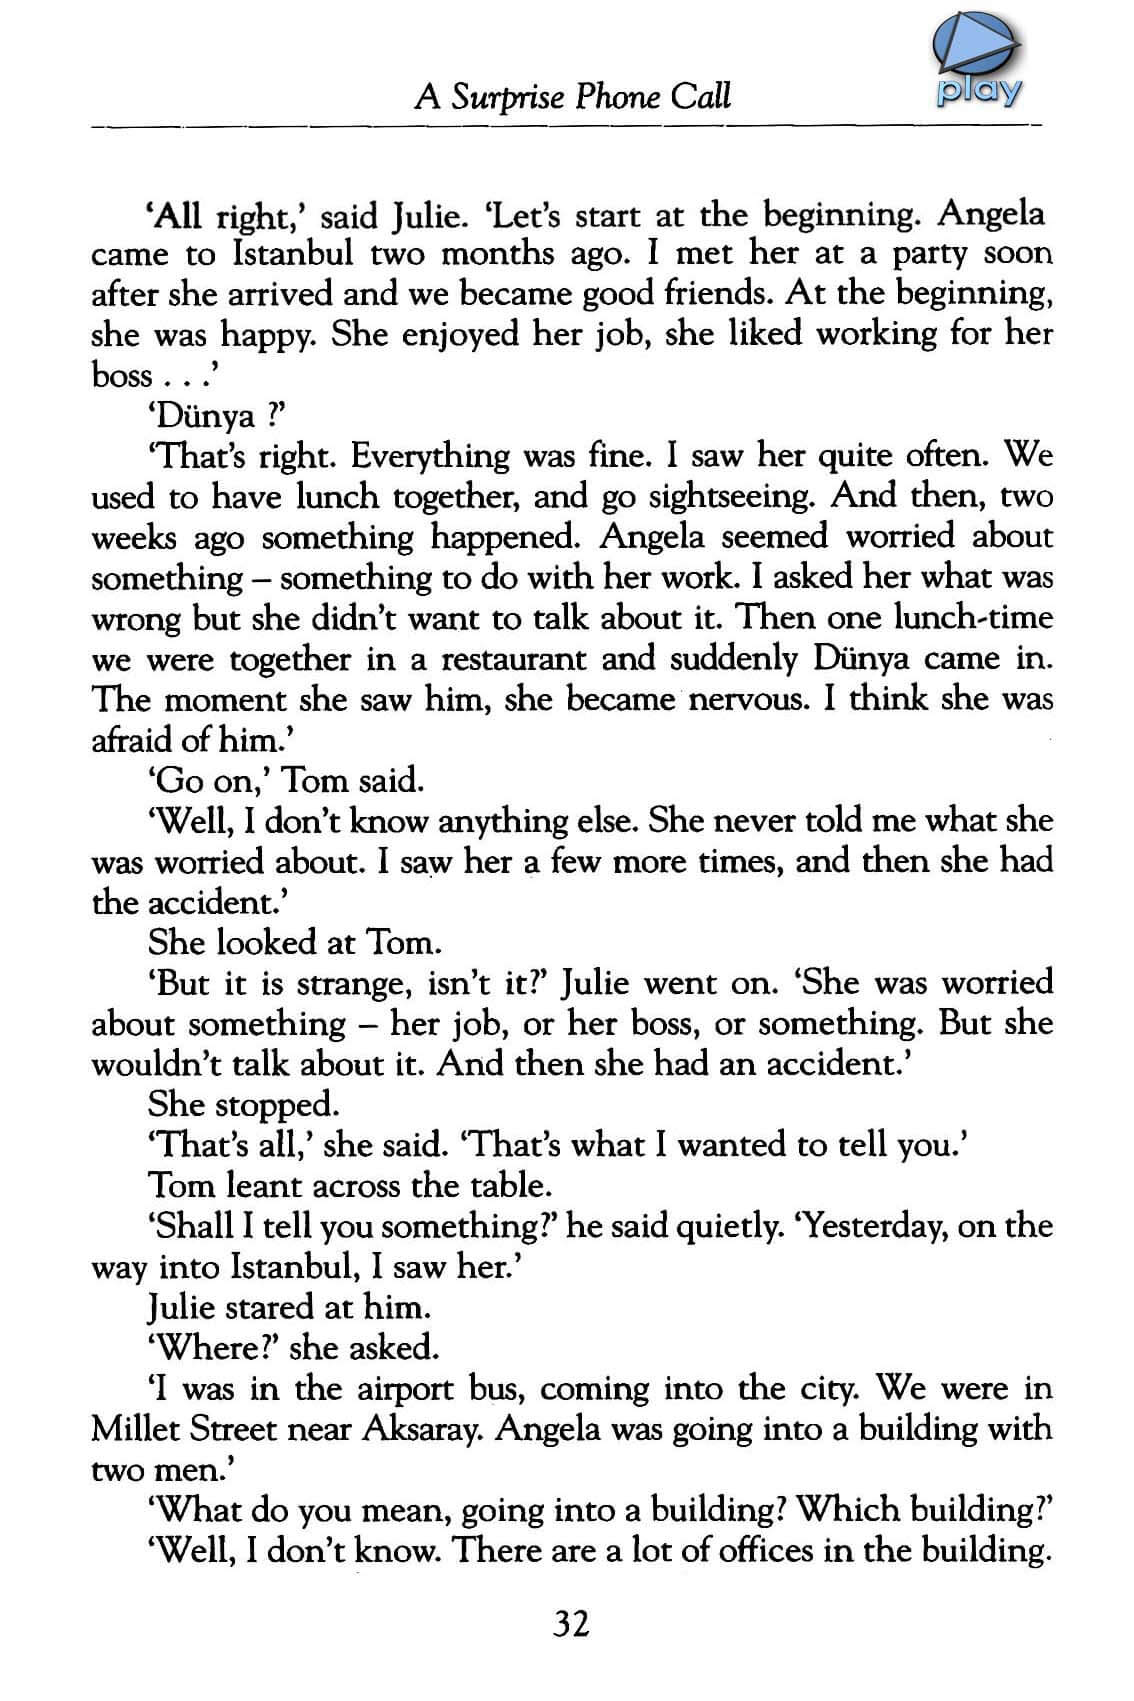 play
A Surprise Phone Call
‘All right,’ said Julie. ‘Let’s start at the beginning. Angela
came to Istanbul two months ago. I met her at a party soon
after she arrived and we became good friends. At the beginning,
she was happy. She enjoyed her job, she liked working for her
boss . . .’
‘Dünya ?’
‘That’s right. Everything was fine. I saw her quite often. We
used to have lunch together, and go sightseeing. And then, two
weeks ago something happened. Angela seemed worried about
something – something to do with her work. I asked her what was
wrong but she didn’t want to talk about it. Then one lunch-time
we were together in a restaurant and suddenly Dünya came in.
The moment she saw him, she became nervous. I think she was
afraid of him.’
‘Go on,’ Tom said.
‘Well, I don’t know anything else. She never told me what she
was worried about. I saw her a few more times, and then she had
the accident.’
She looked at Tom.
‘But it is strange, isn’t it?’ Julie went on. ‘She was worried
about something – her job, or her boss, or something. But she
wouldn’t talk about it. And then she had an accident.’
She stopped.
‘That’s all,’ she said. ‘That’s what I wanted to tell you.’
Tom leant across the table.
‘Shall I tell you something?’ he said quietly. ‘Yesterday, on the
way into Istanbul, I saw her.’
Julie stared at him.
‘Where?’ she asked.
‘I was in the airport bus, coming into the city. We were in
Millet Street near Aksaray. Angela was going into a building with
two men.’
‘What do you mean, going into a building? Which building?’
‘Well, I don’t know. There are a lot of offices in the building.
32